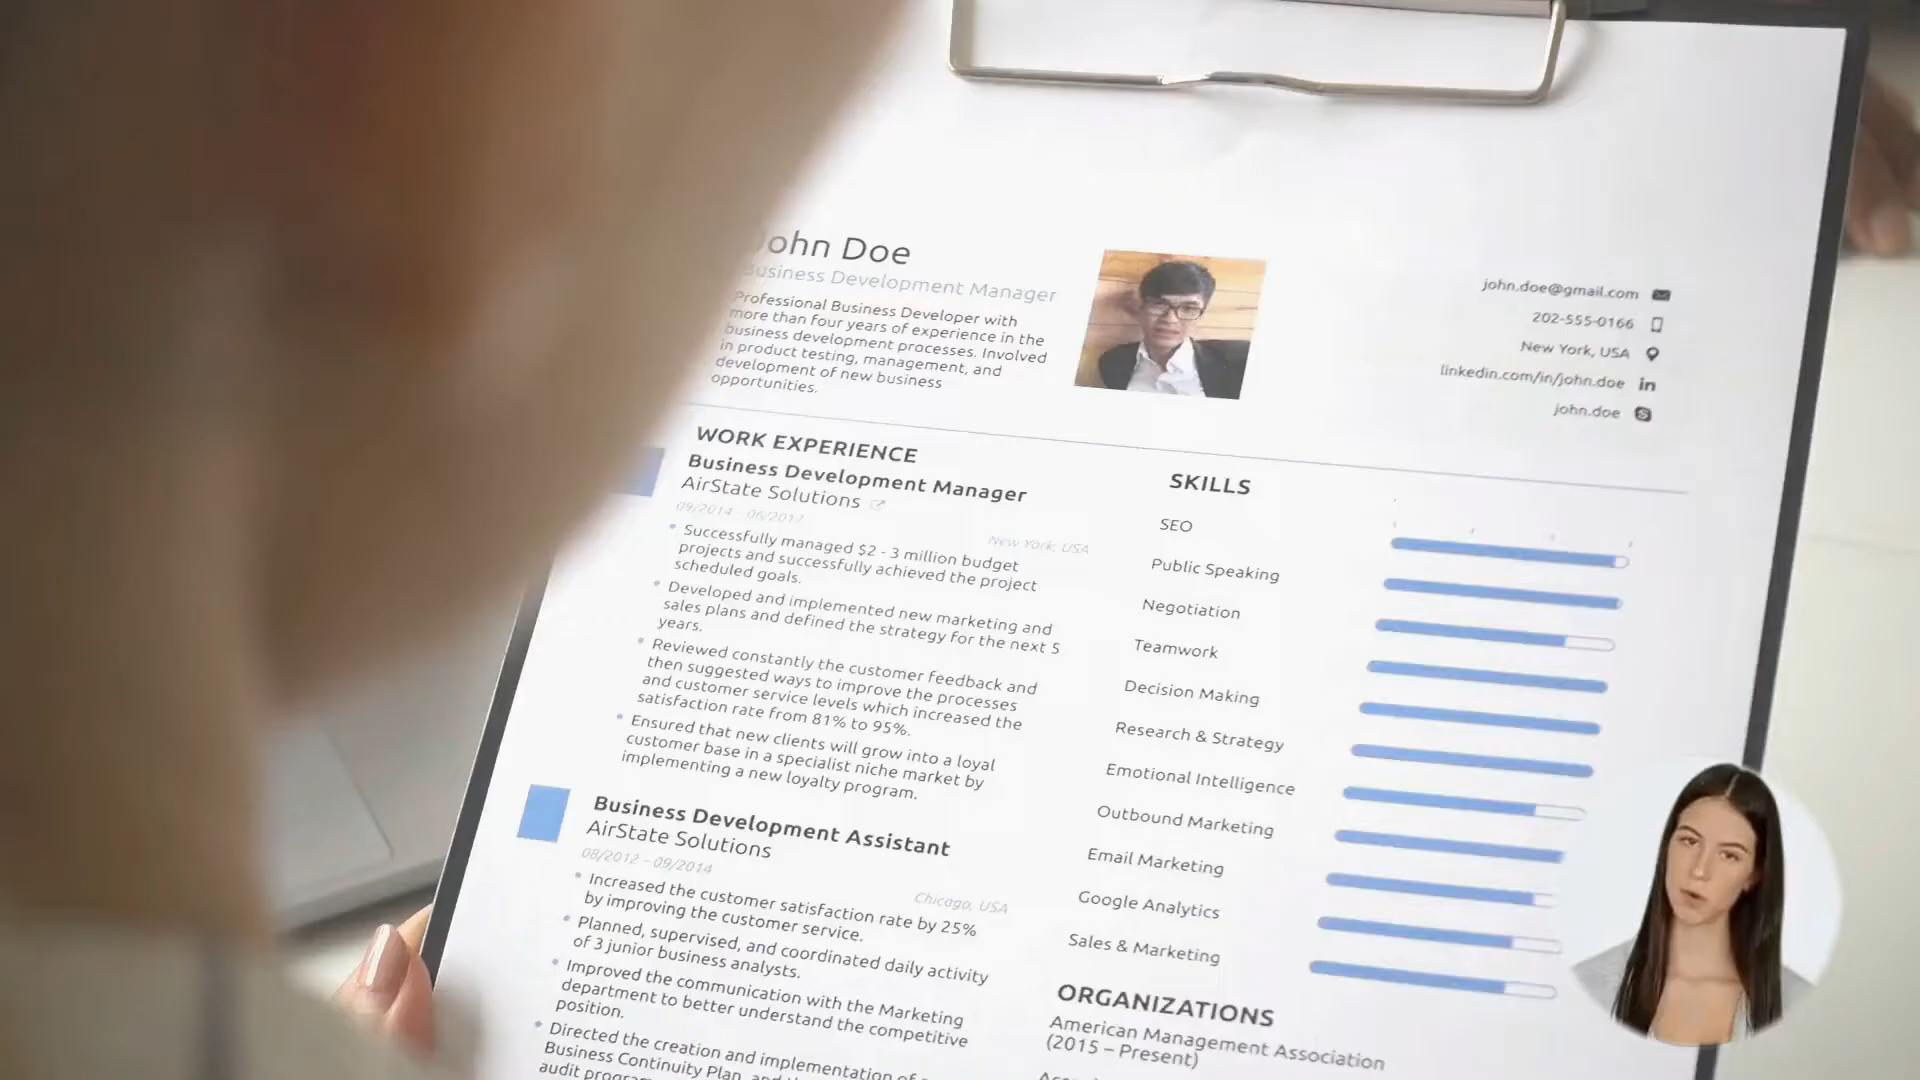 John Doe
Business Development Manager
Professional Business Developer with
more than four years of experience in the
business development processes. Involved
in product testing, management, and
development of new business
opportunities.
john.doe@gmail.com
202-555-0166
New York, USA
linkedin.com/in/john.doe
in
john.doe
WORK EXPERIENCE
Business Development Manager
AirState Solutions
09/2014 - 06/2017
New York, USA
Successfully managed $2 - 3 million budget
projects and successfully achieved the project
scheduled goals.
Developed and implemented new marketing and
sales plans and defined the strategy for the next 5
years.
Reviewed constantly the customer feedback and
then suggested ways to improve the processes
and customer service levels which increased the
satisfaction rate from 81% to 95%.
Ensured that new clients will grow into a loyal
customer base in a specialist niche market by
implementing a new loyalty program.
Business Development Assistant
AirState Solutions
08/2012 - 09/2014
Chicago, USA
Increased the customer satisfaction rate by 25%
by improving the customer service.
Planned, supervised, and coordinated daily activity
of 3 junior business analysts.
Improved the communication with the Marketing
department to better understand the competitive
position.
Directed the creation and implementation of
Business Continuity Plan, and
audit
SKILLS
SEO
Public Speaking
Negotiation
Teamwork
Decision Making
Research & Strategy
Emotional Intelligence
Outbound Marketing
Email Marketing
Google Analytics
Sales & Marketing
ORGANIZATIONS
American Management Association
(2015 – Present)